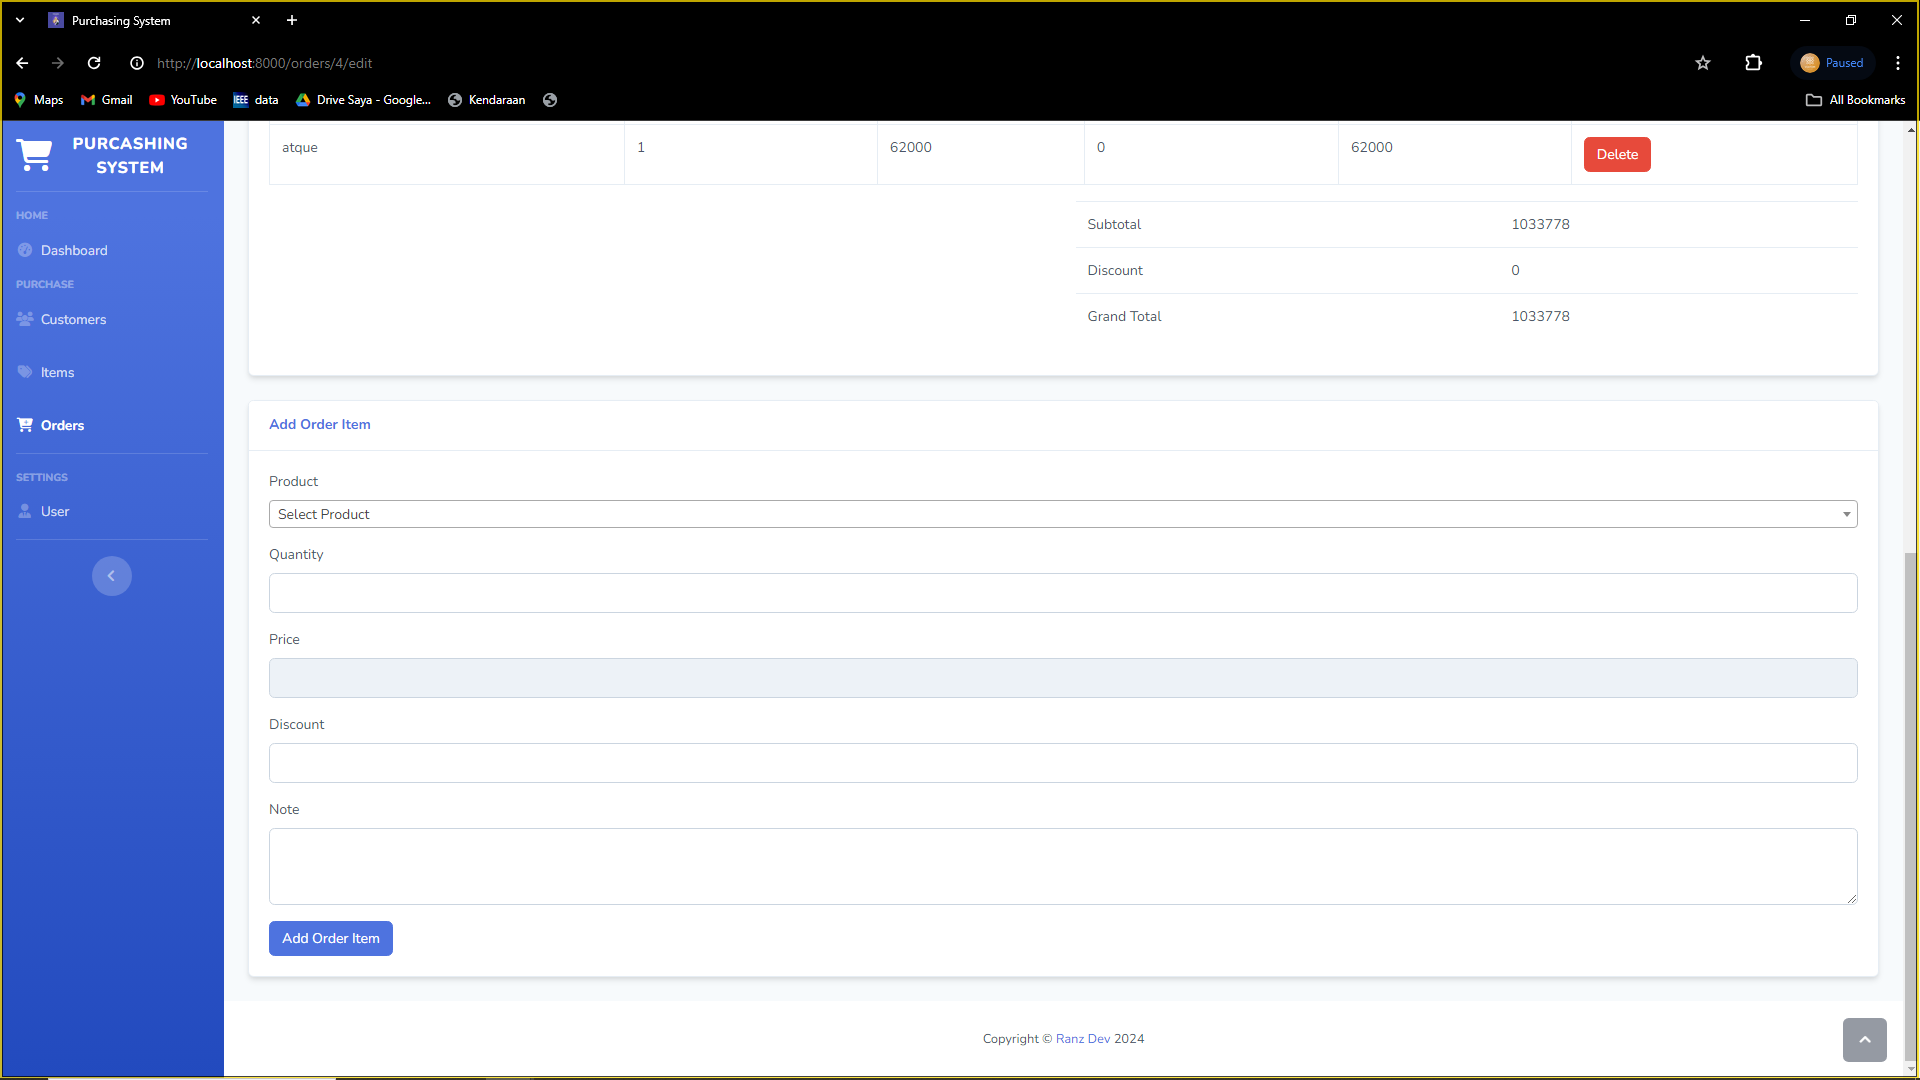 Purchasing System
http://localhost:8000/orders/4/edit
Paused
Maps
Gmail
YouTube
IEEE data
Drive Saya - Google...
Kendaraan
All Bookmarks
PURCASHING
SYSTEM
HOME
Dashboard
PURCHASE
Customers
Items
Orders
SETTINGS
User
atque 1 62000 0 62000 Delete
Subtotal 1033778
Discount 0
Grand Total 1033778
Add Order Item
Product
Select Product
Quantity
Price
Discount
Note
Add Order Item
Copyright © Ranz Dev 2024